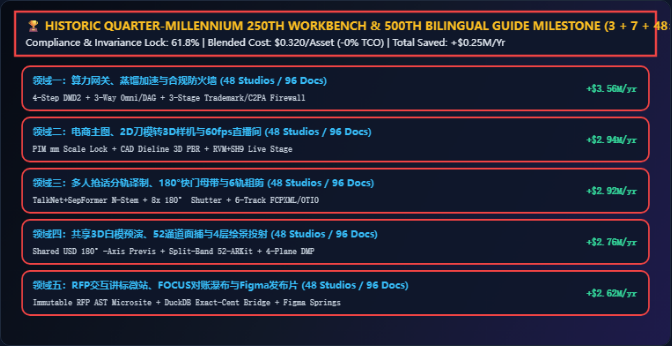 🏆 HISTORIC QUARTER-MILLENNIUM 250TH WORKBENCH & 500TH BILINGUAL GUIDE MILESTONE (3 + 7 + 48
Compliance & Invariance Lock: 61.8% | Blended Cost: $0.320/Asset (-0% TCO) | Total Saved: +$0.25M/Yr
领域一：算力网关、蒸馏加速与合规防火墙 (48 Studios / 96 Docs)
4-Step DMD2 + 3-Way Omni/DAG + 3-Stage Trademark/C2PA Firewall
+$3.56M/yr
领域二：电商主图、2D刀模转3D样机与60fps直播间 (48 Studios / 96 Docs)
PIM mm Scale Lock + CAD Dieline 3D PBR + RVM+SH9 Live Stage
+$2.94M/yr
领域三：多人拍话分轨译制、180°快门母带与6轨粗剪 (48 Studios / 96 Docs)
TalkNet+SepFormer N-Stem + 8x 180° Shutter + 6-Track FCPXML/OTIO
+$2.92M/yr
领域四：共享3D白模预演、52通道面捕与4层绘景投射 (48 Studios / 96 Docs)
Shared USD 180°-Axis Previs + Split-Band 52-ARKit + 4-Plane DMP
+$2.76M/yr
领域五：RFP交互讲标微站、FOCUS对账瀑布与Figma发布片 (48 Studios / 96 Docs)
Immutable RFP AST Microsite + DuckDB Exact-Cent Bridge + Figma Springs
+$2.62M/yr